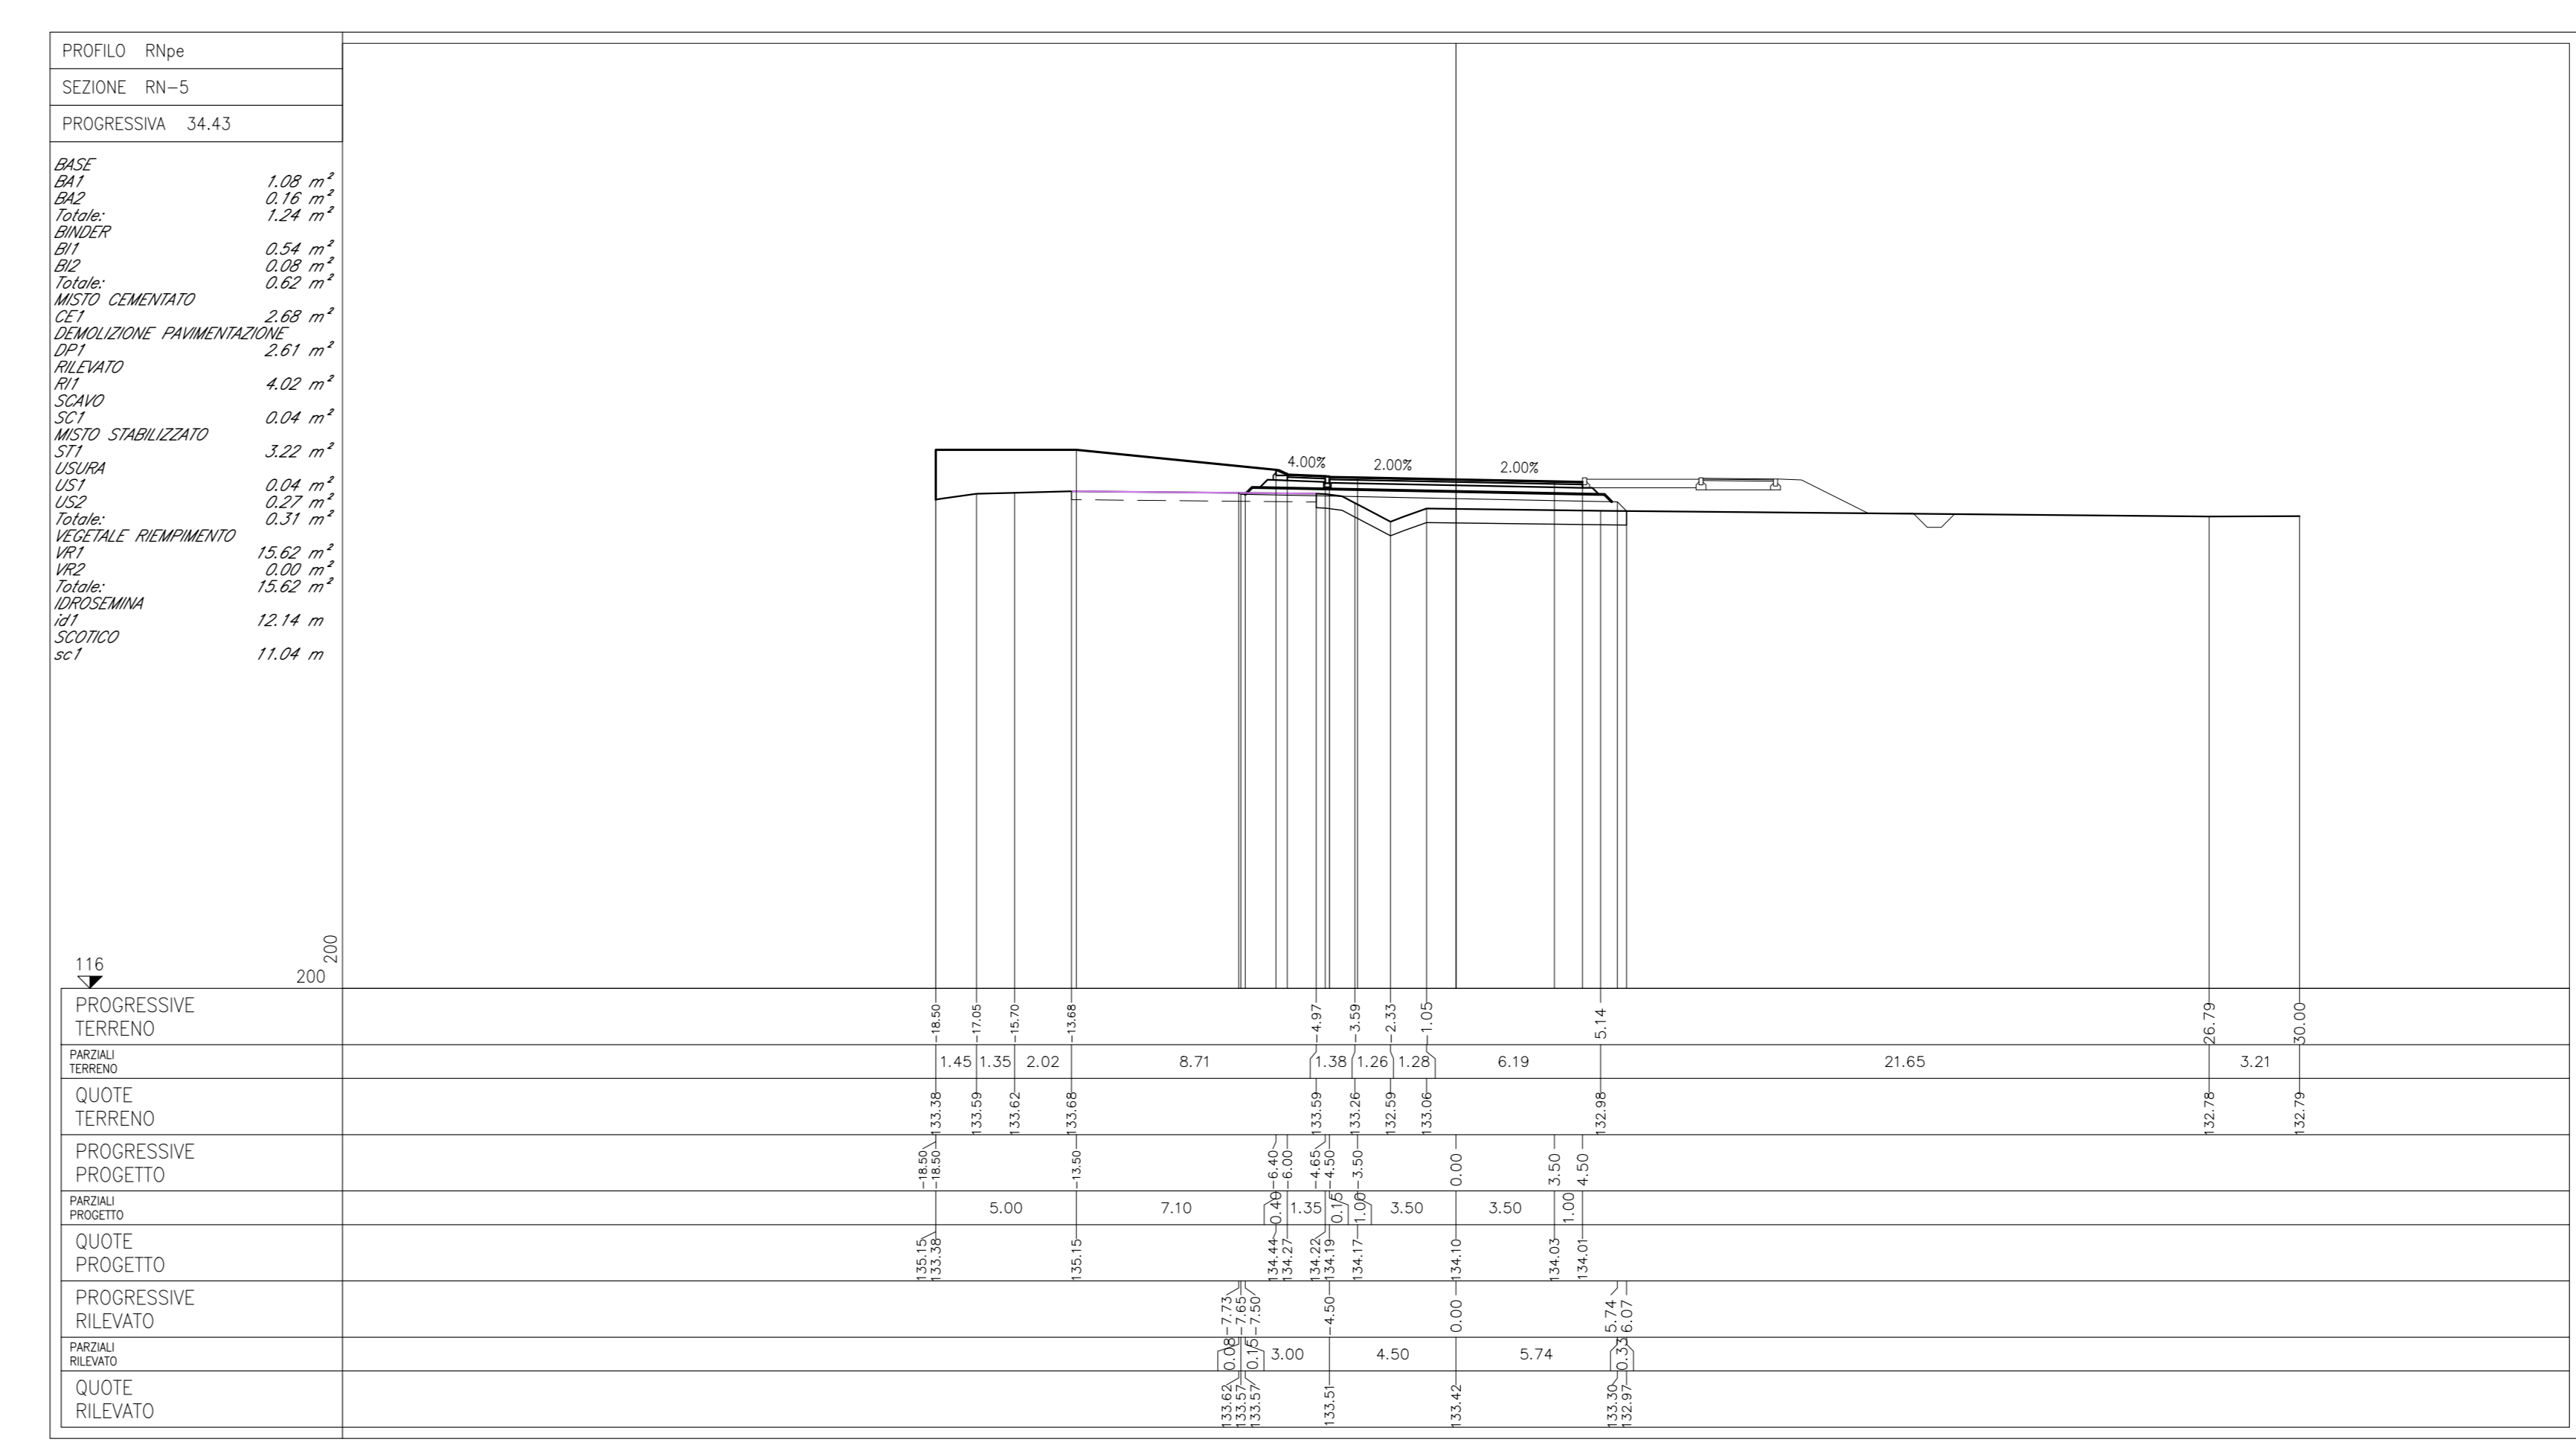 PROFILO RNpe
SEZIONE RN-5
PROGRESSIVA 34.43
BASE
BA1 1.08 m²
BA2 0.16 m²
Totale: 1.24 m²
BINDER
BI1 0.54 m²
BI2 0.08 m²
Totale: 0.62 m²
MISTO CEMENTATO
CE1 2.68 m²
DEMOLIZIONE PAVIMENTAZIONE
DP1 2.61 m²
RILEVATO
RI1 4.02 m²
SCAVO
SC1 0.04 m²
MISTO STABILIZZATO
ST1 3.22 m²
USURA
US1 0.04 m²
US2 0.27 m²
Totale: 0.31 m²
VEGETALE RIEMPIMENTO
VR1 15.62 m²
VR2 0.00 m²
Totale: 15.62 m²
IDROSEMINA
id1 12.14 m
SCOTICO
sc1 11.04 m
4.00% 2.00% 2.00%
116 200 200
PROGRESSIVE
TERRENO
-18.50 -17.05 -15.70 -13.68 -4.97 -3.59 -2.33 -1.05 5.14 26.79 30.00
PARZIALI
TERRENO
1.45 1.35 2.02 8.71 1.38 1.26 1.28 6.19 21.65 3.21
QUOTE
TERRENO
133.38 133.59 133.62 133.68 133.59 133.26 132.59 133.06 132.98 132.78 132.79
PROGRESSIVE
PROGETTO
-18.50 -18.50 -13.50 -6.40 -6.00 -4.65 -4.50 -3.50 0.00 3.50 4.50
PARZIALI
PROGETTO
5.00 7.10 0.40 1.35 0.15 1.00 3.50 3.50 1.00
QUOTE
PROGETTO
135.15 133.38 135.15 134.44 134.27 134.22 134.19 134.17 134.10 134.03 134.01
PROGRESSIVE
RILEVATO
-7.73 -7.65 -7.50 -4.50 0.00 5.74 6.07
PARZIALI
RILEVATO
0.08 0.15 3.00 4.50 5.74 0.33
QUOTE
RILEVATO
133.62 133.57 133.57 133.51 133.42 133.30 132.97